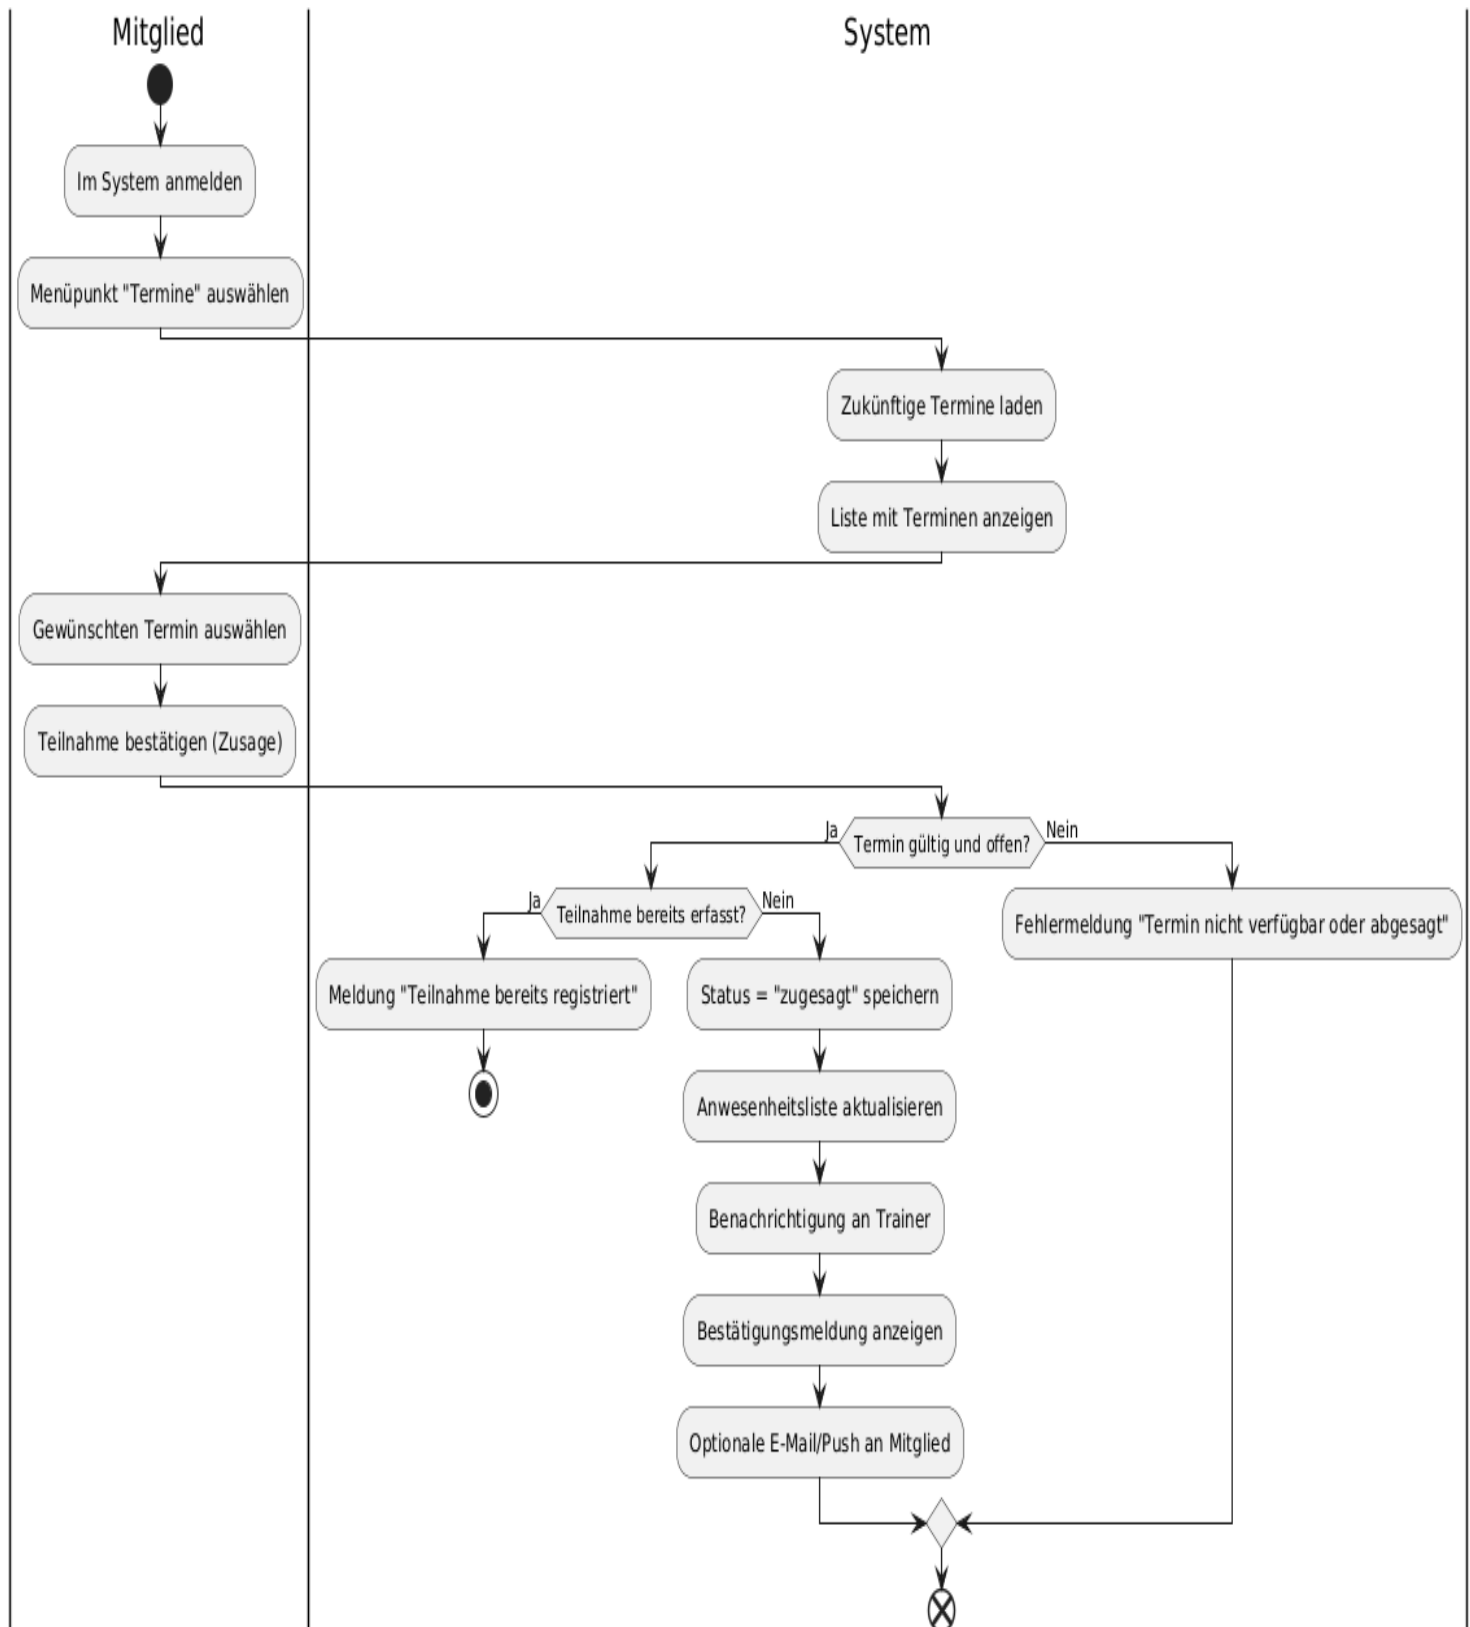 Mitglied
System
Im System anmelden
Menüpunkt "Termine" auswählen
Zukünftige Termine laden
Liste mit Terminen anzeigen
Gewünschten Termin auswählen
Teilnahme bestätigen (Zusage)
Ja
Termin gültig und offen?
Nein
Ja
Teilnahme bereits erfasst?
Nein
Fehlermeldung "Termin nicht verfügbar oder abgesagt"
Meldung "Teilnahme bereits registriert"
Status = "zugesagt" speichern
Anwesenheitsliste aktualisieren
Benachrichtigung an Trainer
Bestätigungsmeldung anzeigen
Optionale E-Mail/Push an Mitglied